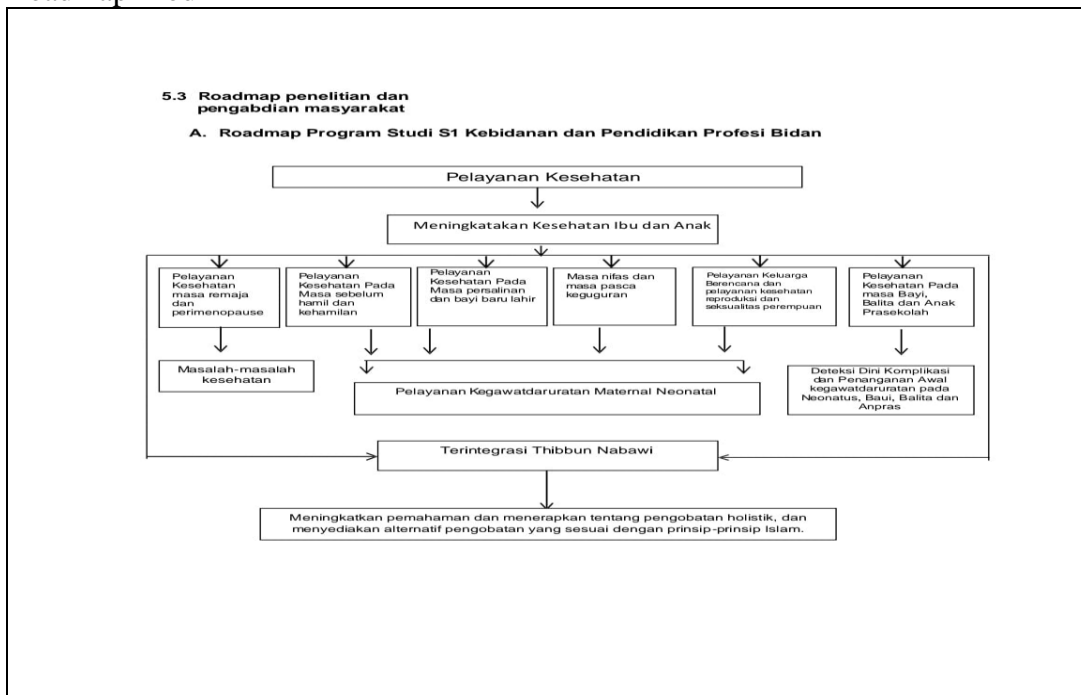 5.3 Roadmap penelitian dan
pengabdian masyarakat
A. Roadmap Program Studi S1 Kebidanan dan Pendidikan Profesi Bidan
Pelayanan Kesehatan
Meningkatakan Kesehatan Ibu dan Anak
Pelayanan
Kesehatan
masa remaja
dan
perimenopause
Pelayanan
Kesehatan Pada
Masa sebelum
hamil dan
kehamilan
Pelayanan
Kesehatan Pada
Masa persalinan
dan bayi baru lahir
Masa nifas dan
masa pasca
keguguran
Pelayanan Keluarga
Berencana dan
pelayanan kesehatan
reproduksi dan
seksualitas perempuan
Pelayanan
Kesehatan Pada
masa Bayi,
Balita dan Anak
Prasekolah
Masalah-masalah
kesehatan
Pelayanan Kegawatdaruratan Maternal Neonatal
Deteksi Dini Komplikasi
dan Penanganan Awal
kegawatdaruratan pada
Neonatus, Baui, Balita dan
Anpras
Terintegrasi Thibbun Nabawi
Meningkatkan pemahaman dan menerapkan tentang pengobatan holistik, dan
menyediakan alternatif pengobatan yang sesuai dengan prinsip-prinsip Islam.